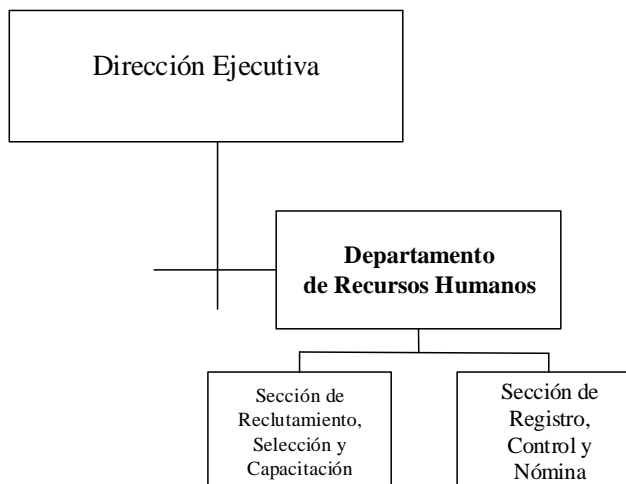 Dirección Ejecutiva
Departamento
de Recursos Humanos
Sección de
Reclutamiento,
Selección y
Capacitación
Sección de
Registro,
Control y
Nómina